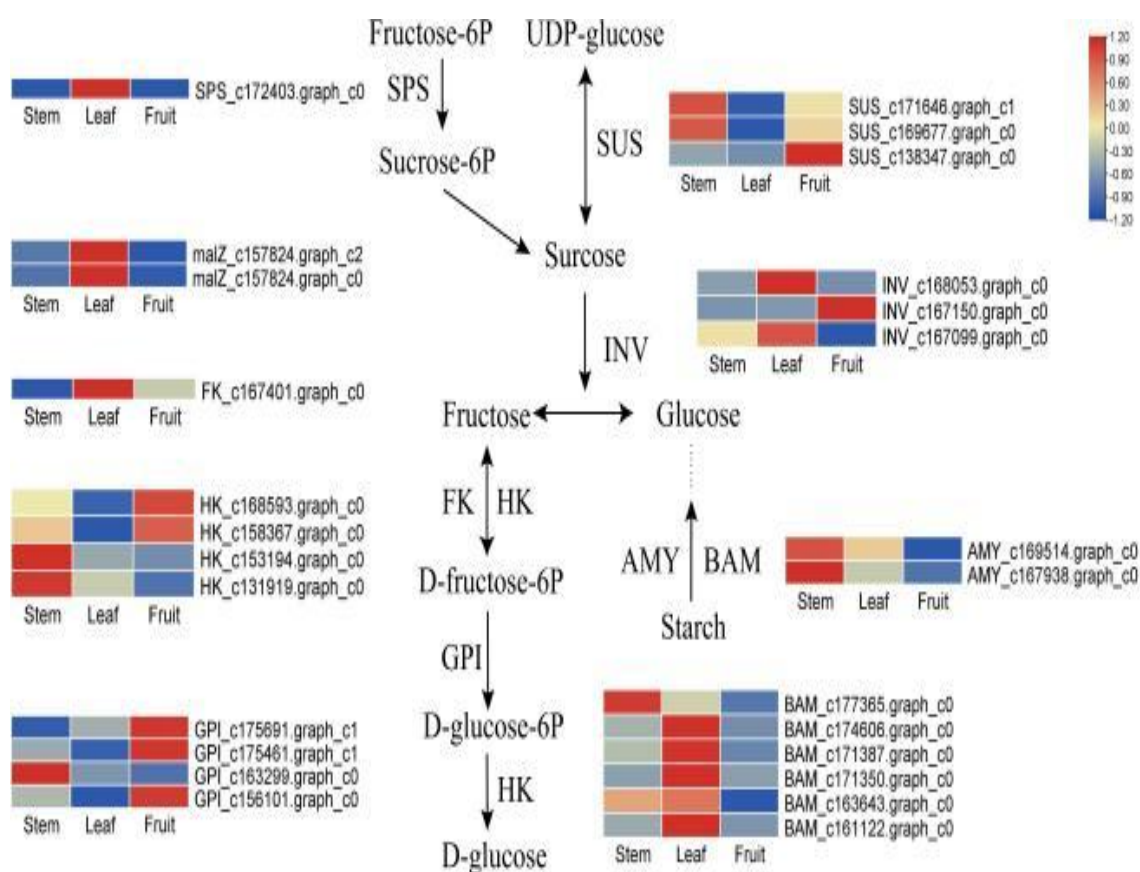 Fructose-6P
UDP-glucose
SPS
SUS
Sucrose-6P
Surcose
INV
Fructose
Glucose
FK
HK
AMY
BAM
D-fructose-6P
Starch
GPI
D-glucose-6P
HK
D-glucose
SPS_c172403.graph_c0
Stem Leaf Fruit
malZ_c157824.graph_c2
malZ_c157824.graph_c0
Stem Leaf Fruit
FK_c167401.graph_c0
Stem Leaf Fruit
HK_c168593.graph_c0
HK_c158367.graph_c0
HK_c153194.graph_c0
HK_c131919.graph_c0
Stem Leaf Fruit
GPI_c175691.graph_c1
GPI_c175461.graph_c1
GPI_c163299.graph_c0
GPI_c156101.graph_c0
Stem Leaf Fruit
1.20
0.90
0.60
0.30
0.00
-0.30
-0.60
-0.90
-1.20
SUS_c171646.graph_c1
SUS_c169677.graph_c0
SUS_c138347.graph_c0
Stem Leaf Fruit
INV_c168053.graph_c0
INV_c167150.graph_c0
INV_c167099.graph_c0
Stem Leaf Fruit
AMY_c169514.graph_c0
AMY_c167938.graph_c0
Stem Leaf Fruit
BAM_c177365.graph_c0
BAM_c174606.graph_c0
BAM_c171387.graph_c0
BAM_c171350.graph_c0
BAM_c163643.graph_c0
BAM_c161122.graph_c0
Stem Leaf Fruit